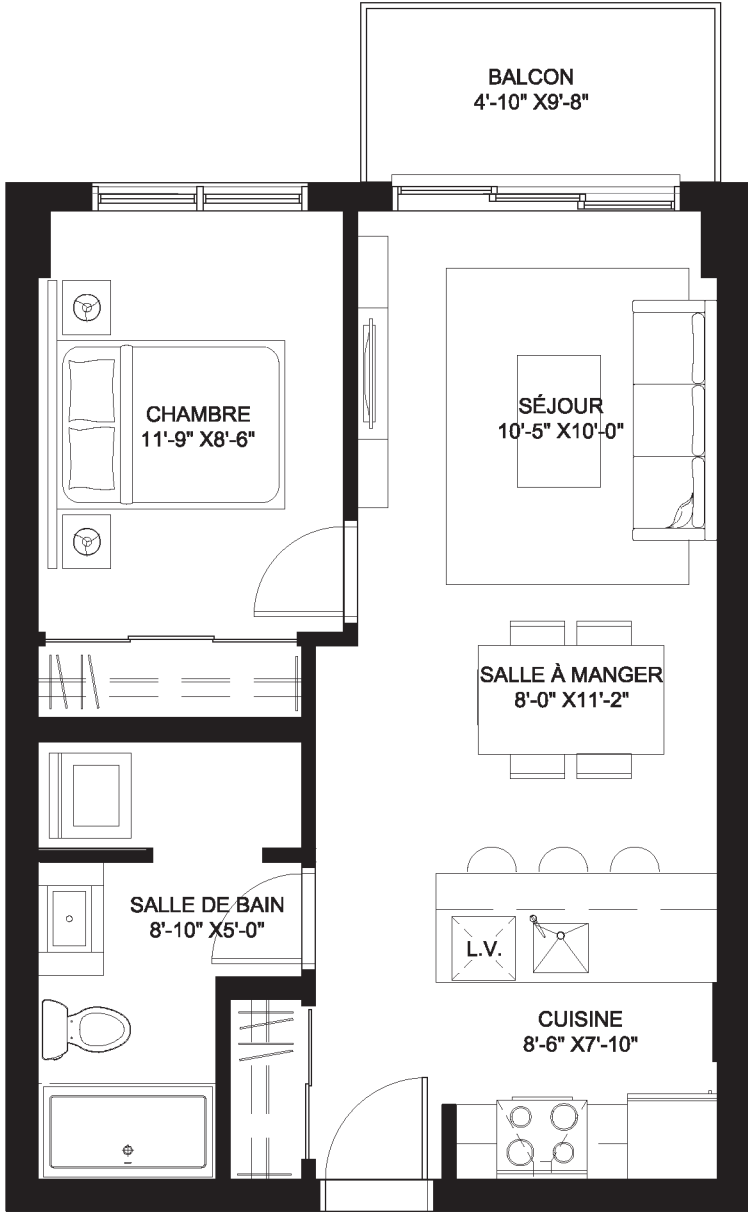 BALCON
4'-10" X9'-8"
CHAMBRE
11'-9" X8'-6"
SÉJOUR
10'-5" X10'-0"
SALLE À MANGER
8'-0" X11'-2"
SALLE DE BAIN
8'-10" X5'-0"
L.V.
CUISINE
8'-6" X7'-10"